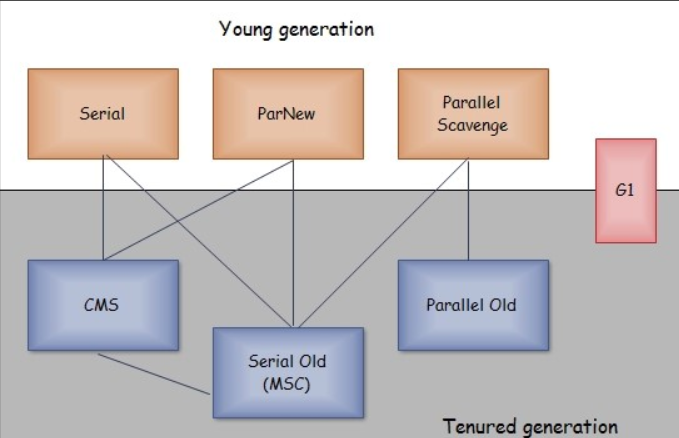 Young generation
Serial
ParNew
Parallel
Scavenge
G1
CMS
Parallel Old
Serial Old
(MSC)
Tenured generation